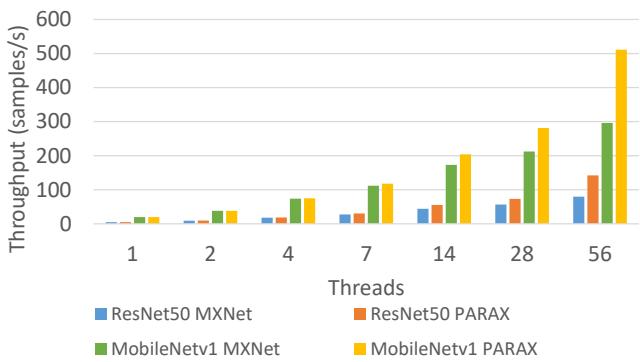 Throughput (samples/s)
600
500
400
300
200
100
0
1 2 4 7 14 28 56
Threads
ResNet50 MXNet ResNet50 PARAX
MobileNetv1 MXNet MobileNetv1 PARAX